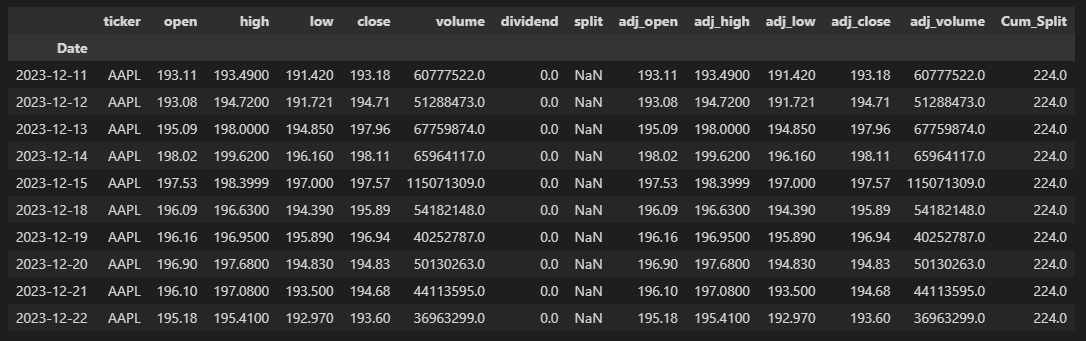 ticker open high low close volume dividend split adj_open adj_high adj_low adj_close adj_volume Cum_Split
Date
2023-12-11 AAPL 193.11 193.4900 191.420 193.18 60777522.0 0.0 NaN 193.11 193.4900 191.420 193.18 60777522.0 224.0
2023-12-12 AAPL 193.08 194.7200 191.721 194.71 51288473.0 0.0 NaN 193.08 194.7200 191.721 194.71 51288473.0 224.0
2023-12-13 AAPL 195.09 198.0000 194.850 197.96 67759874.0 0.0 NaN 195.09 198.0000 194.850 197.96 67759874.0 224.0
2023-12-14 AAPL 198.02 199.6200 196.160 198.11 65964117.0 0.0 NaN 198.02 199.6200 196.160 198.11 65964117.0 224.0
2023-12-15 AAPL 197.53 198.3999 197.000 197.57 115071309.0 0.0 NaN 197.53 198.3999 197.000 197.57 115071309.0 224.0
2023-12-18 AAPL 196.09 196.6300 194.390 195.89 54182148.0 0.0 NaN 196.09 196.6300 194.390 195.89 54182148.0 224.0
2023-12-19 AAPL 196.16 196.9500 195.890 196.94 40252787.0 0.0 NaN 196.16 196.9500 195.890 196.94 40252787.0 224.0
2023-12-20 AAPL 196.90 197.6800 194.830 194.83 50130263.0 0.0 NaN 196.90 197.6800 194.830 194.83 50130263.0 224.0
2023-12-21 AAPL 196.10 197.0800 193.500 194.68 44113595.0 0.0 NaN 196.10 197.0800 193.500 194.68 44113595.0 224.0
2023-12-22 AAPL 195.18 195.4100 192.970 193.60 36963299.0 0.0 NaN 195.18 195.4100 192.970 193.60 36963299.0 224.0